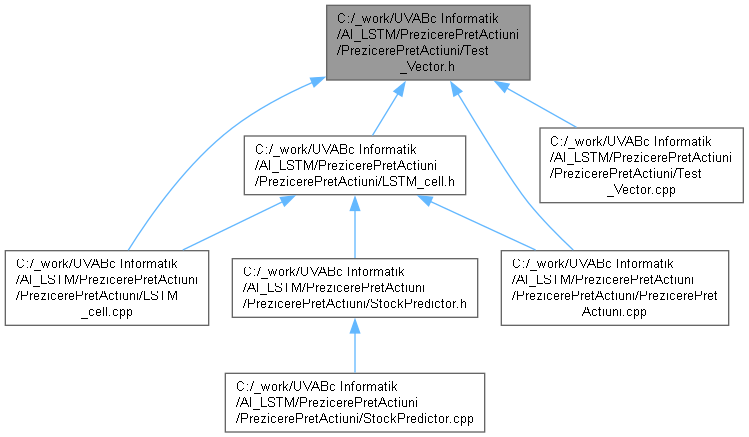 C:/_work/UVABc Informatik
/AI_LSTM/PrezicerePretActiuni
/PrezicerePretActiuni/Test
_Vector.h
C:/_work/UVABc Informatik
/AI_LSTM/PrezicerePretActiuni
/PrezicerePretActiuni/LSTM_cell.h
C:/_work/UVABc Informatik
/AI_LSTM/PrezicerePretActiuni
/PrezicerePretActiuni/Test
_Vector.cpp
C:/_work/UVABc Informatik
/AI_LSTM/PrezicerePretActiuni
/PrezicerePretActiuni/LSTM
_cell.cpp
C:/_work/UVABc Informatik
/AI_LSTM/PrezicerePretActiuni
/PrezicerePretActiuni/StockPredictor.h
C:/_work/UVABc Informatik
/AI_LSTM/PrezicerePretActiuni
/PrezicerePretActiuni/PrezicerePret
Actiuni.cpp
C:/_work/UVABc Informatik
/AI_LSTM/PrezicerePretActiuni
/PrezicerePretActiuni/StockPredictor.cpp